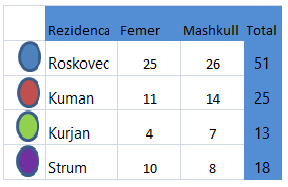 Rezidenca Femer Mashkull Total
Roskovec 25 26 51
Kuman 11 14 25
Kurjan 4 7 13
Strum 10 8 18